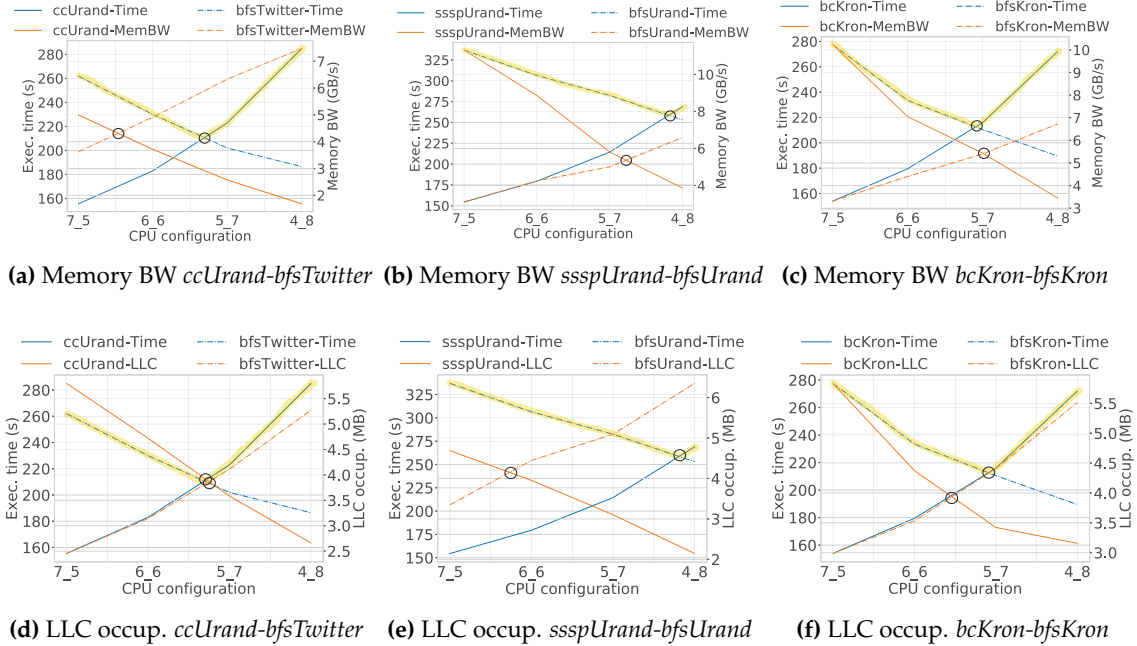 ccUrand-Time bfsTwitter-Time
ccUrand-MemBW bfsTwitter-MemBW
280
260
240
220
200
180
160
Exec. time (s)
7
6
5
4
3
2
Memory BW (GB/s)
7_5 6_6 5_7 4_8
CPU configuration
(a) Memory BW ccUrand-bfsTwitter
ssspUrand-Time bfsUrand-Time
ssspUrand-MemBW bfsUrand-MemBW
325
300
275
250
225
200
175
150
Exec. time (s)
10
8
6
4
Memory BW (GB/s)
7_5 6_6 5_7 4_8
CPU configuration
(b) Memory BW ssspUrand-bfsUrand
bcKron-Time bfsKron-Time
bcKron-MemBW bfsKron-MemBW
280
260
240
220
200
180
160
Exec. time (s)
10
9
8
7
6
5
4
3
Memory BW (GB/s)
7_5 6_6 5_7 4_8
CPU configuration
(c) Memory BW bcKron-bfsKron
ccUrand-Time bfsTwitter-Time
ccUrand-LLC bfsTwitter-LLC
280
260
240
220
200
180
160
Exec. time (s)
5.5
5.0
4.5
4.0
3.5
3.0
2.5
LLC occup. (MB)
7_5 6_6 5_7 4_8
CPU configuration
(d) LLC occup. ccUrand-bfsTwitter
ssspUrand-Time bfsUrand-Time
ssspUrand-LLC bfsUrand-LLC
325
300
275
250
225
200
175
150
Exec. time (s)
6
5
4
3
2
LLC occup. (MB)
7_5 6_6 5_7 4_8
CPU configuration
(e) LLC occup. ssspUrand-bfsUrand
bcKron-Time bfsKron-Time
bcKron-LLC bfsKron-LLC
280
260
240
220
200
180
160
Exec. time (s)
5.5
5.0
4.5
4.0
3.5
3.0
LLC occup. (MB)
7_5 6_6 5_7 4_8
CPU configuration
(f) LLC occup. bcKron-bfsKron